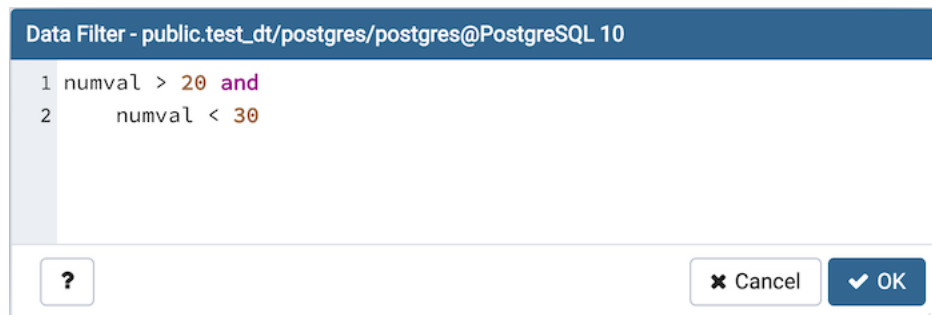 Data Filter - public.test_dt/postgres/postgres@PostgreSQL 10
1 numval > 20 and
2 numval < 30
? Cancel OK